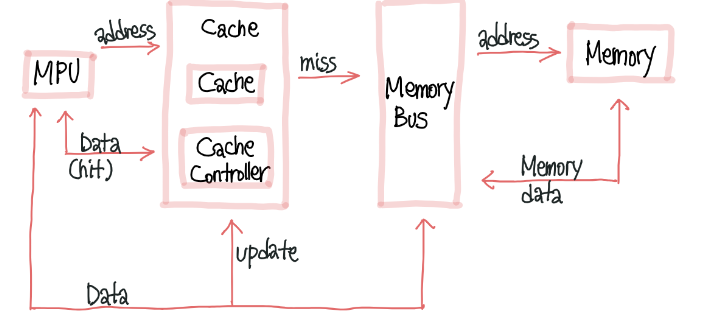 address
Cache
address
MPU
Cache
miss
Memory
Bus
Memory
Data
(hit)
Cache
Controller
Memory
data
update
Data